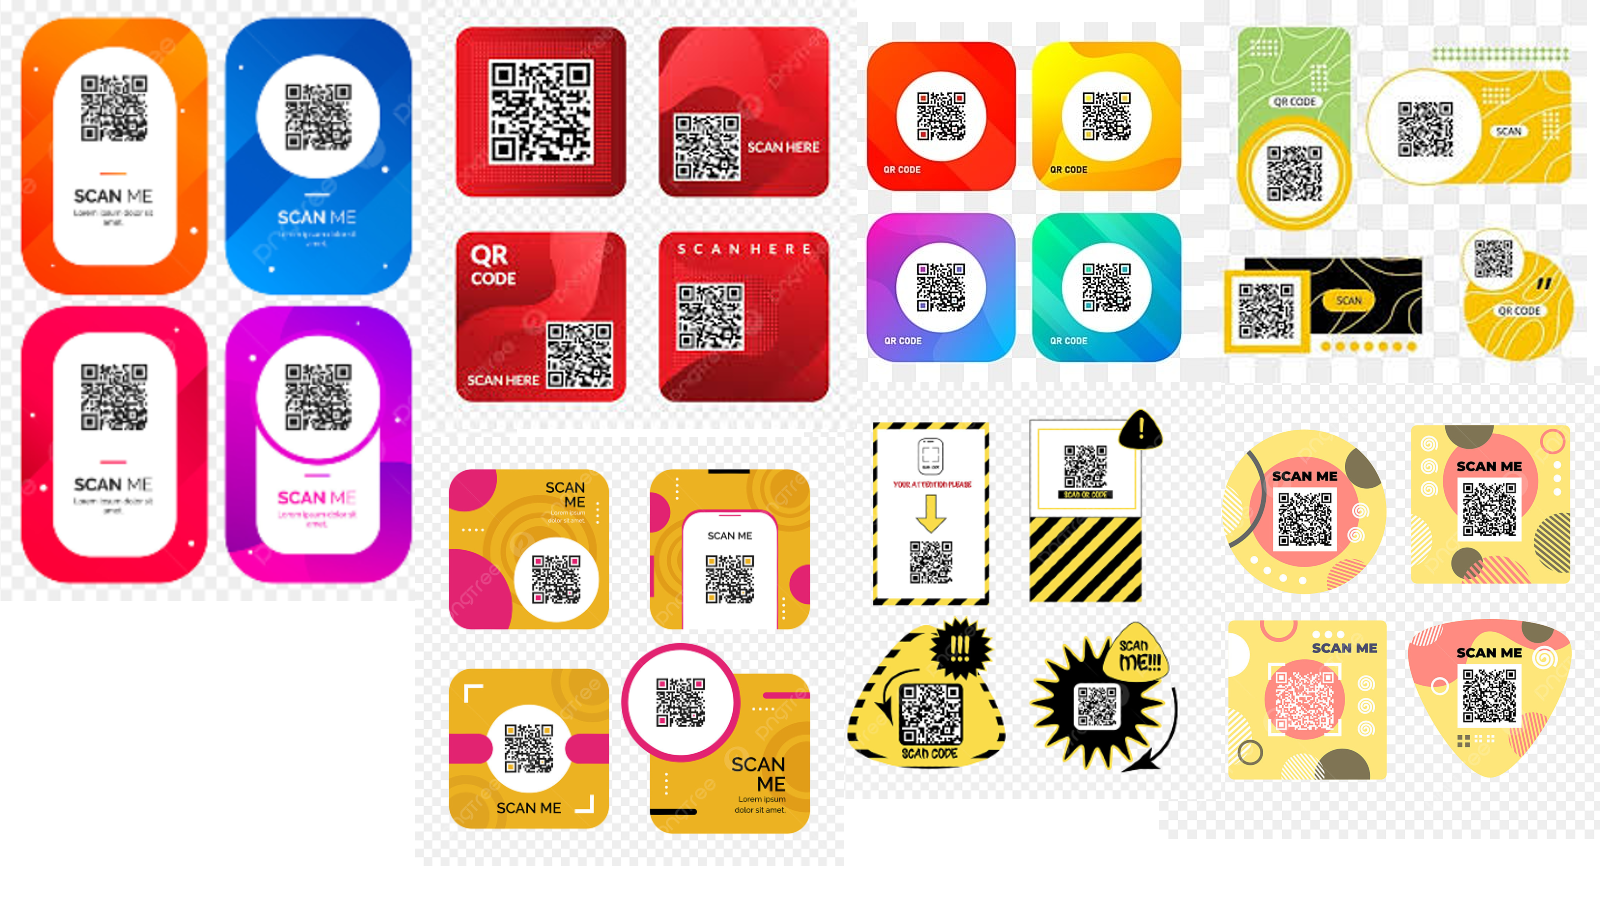 SCAN ME
Lorem ipsum dolor sit
amet.
SCAN ME
Lorem ipsum dolor sit
amet.
SCAN ME
Lorem ipsum dolor sit
amet.
SCAN ME
Lorem ipsum dolor sit
amet.
SCAN HERE
QR
CODE
SCAN HERE
SCANHERE
QR CODE
QR CODE
QR CODE
QR CODE
QR CODE
SCAN
SCAN
QR CODE
SCAN
ME
Lorem ipsum
dolor sit amet.
SCAN ME
SCAN ME
SCAN
ME
Lorem ipsum
dolor sit amet.
SCAN CODE
YOUR ATTENTION PLEASE
!
SCAN QR CODE
!!!
SCAN CODE
SCAN
ME!!!
SCAN ME
SCAN ME
SCAN ME
SCAN ME